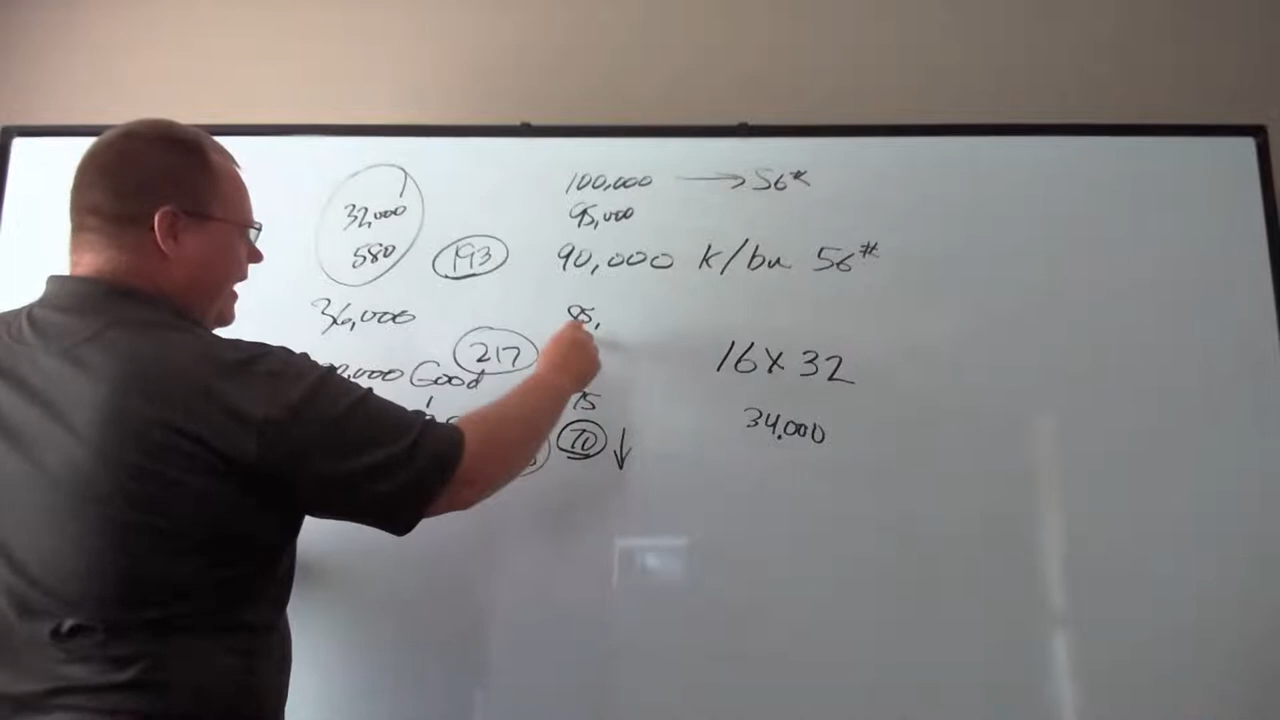 32,000
580
193
36,000
217
,000 Good
100,000 → 56#
95,000
90,000 k/bu 56#
85,
75
70 ↓
16 x 32
34,000